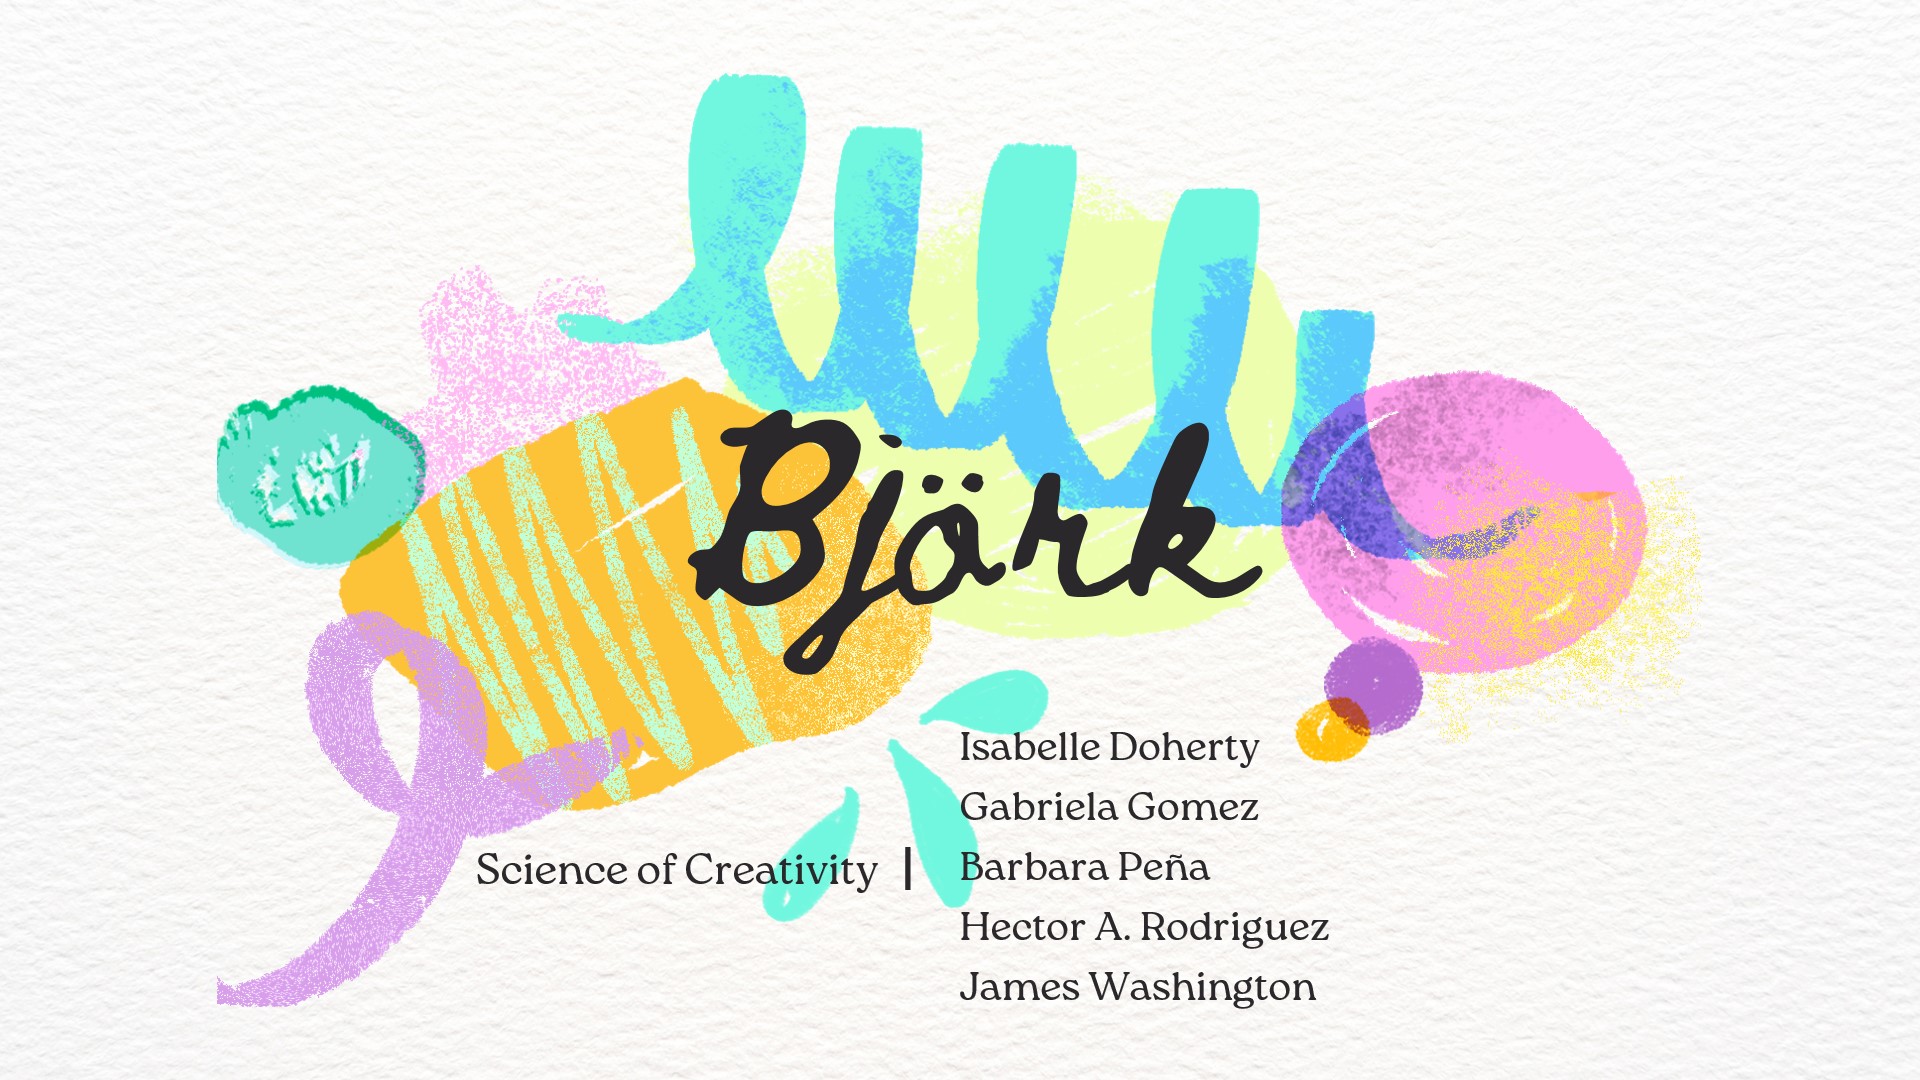 Björk
Science of Creativity |
Isabelle Doherty
Gabriela Gomez
Barbara Peña
Hector A. Rodriguez
James Washington